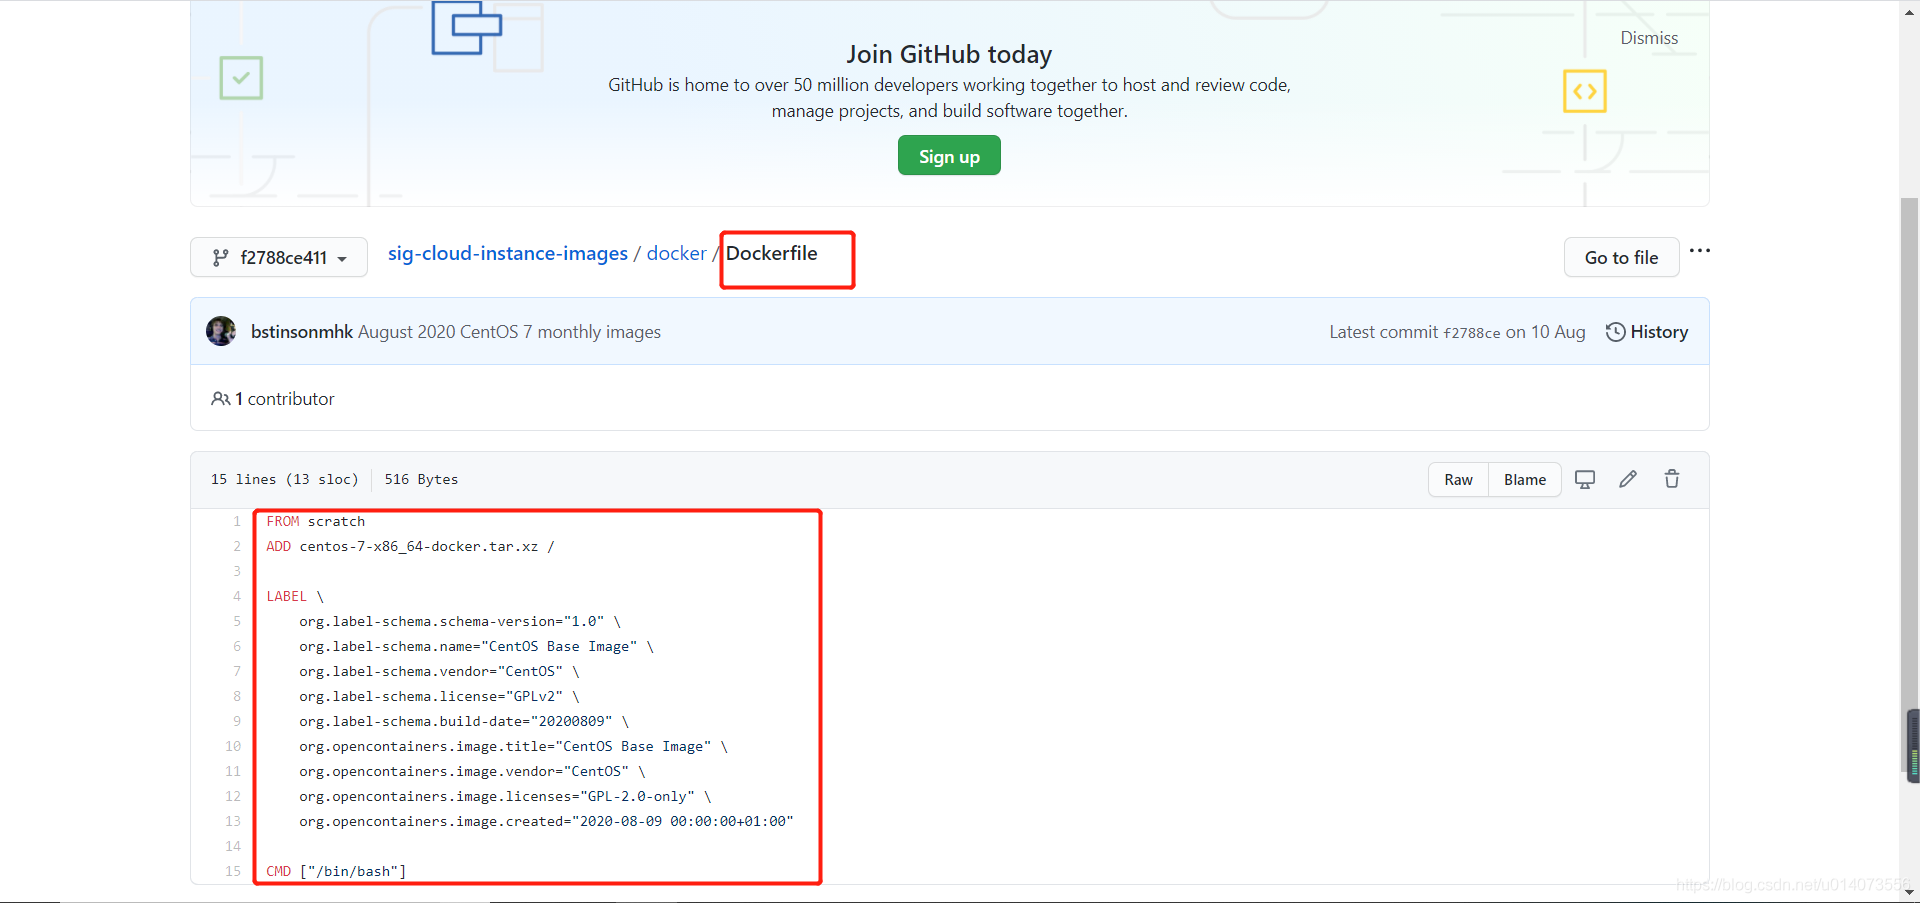 Join GitHub today
Dismiss
GitHub is home to over 50 million developers working together to host and review code,
manage projects, and build software together.
Sign up
f2788ce411
sig-cloud-instance-images / docker / Dockerfile
Go to file
bstinsonmhk August 2020 CentOS 7 monthly images
Latest commit f2788ce on 10 Aug
History
1 contributor
15 lines (13 sloc)
516 Bytes
Raw
Blame
1 FROM scratch
2 ADD centos-7-x86_64-docker.tar.xz /
3
4 LABEL \
5 org.label-schema.schema-version="1.0" \
6 org.label-schema.name="CentOS Base Image" \
7 org.label-schema.vendor="CentOS" \
8 org.label-schema.license="GPLv2" \
9 org.label-schema.build-date="20200809" \
10 org.opencontainers.image.title="CentOS Base Image" \
11 org.opencontainers.image.vendor="CentOS" \
12 org.opencontainers.image.licenses="GPL-2.0-only" \
13 org.opencontainers.image.created="2020-08-09 00:00:00+01:00"
14
15 CMD ["/bin/bash"]
https://blog.csdn.net/u014073556